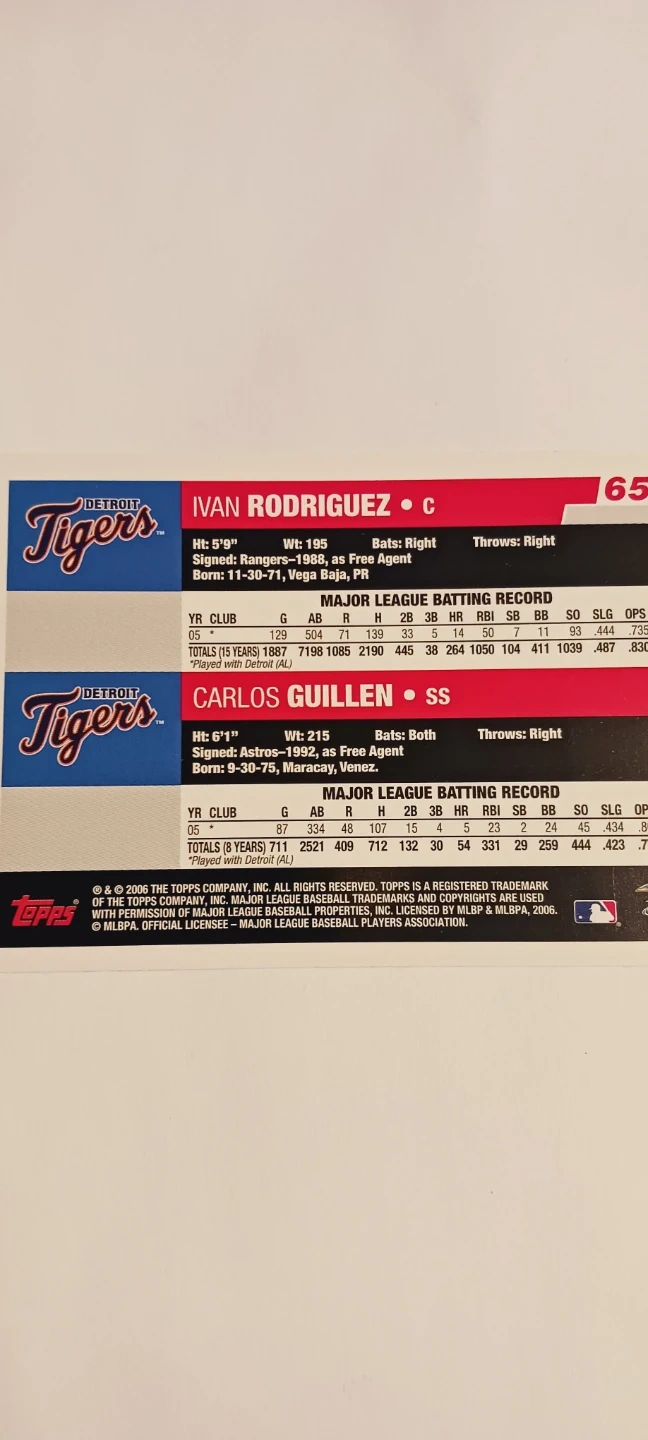 DETROIT
Tigers™
IVAN RODRIGUEZ • C
65
Ht: 5'9" Wt: 195 Bats: Right Throws: Right
Signed: Rangers–1988, as Free Agent
Born: 11-30-71, Vega Baja, PR
MAJOR LEAGUE BATTING RECORD
YR CLUB G AB R H 2B 3B HR RBI SB BB SO SLG OPS
05 * 129 504 71 139 33 5 14 50 7 11 93 .444 .735
TOTALS (15 YEARS) 1887 7198 1085 2190 445 38 264 1050 104 411 1039 .487 .830
*Played with Detroit (AL)
DETROIT
Tigers™
CARLOS GUILLEN • SS
Ht: 6'1" Wt: 215 Bats: Both Throws: Right
Signed: Astros–1992, as Free Agent
Born: 9-30-75, Maracay, Venez.
MAJOR LEAGUE BATTING RECORD
YR CLUB G AB R H 2B 3B HR RBI SB BB SO SLG OP
05 * 87 334 48 107 15 4 5 23 2 24 45 .434 .8
TOTALS (8 YEARS) 711 2521 409 712 132 30 54 331 29 259 444 .423 .7
*Played with Detroit (AL)
Topps®
® & © 2006 THE TOPPS COMPANY, INC. ALL RIGHTS RESERVED. TOPPS IS A REGISTERED TRADEMARK
OF THE TOPPS COMPANY, INC. MAJOR LEAGUE BASEBALL TRADEMARKS AND COPYRIGHTS ARE USED
WITH PERMISSION OF MAJOR LEAGUE BASEBALL PROPERTIES, INC. LICENSED BY MLBP & MLBPA, 2006.
© MLBPA. OFFICIAL LICENSEE – MAJOR LEAGUE BASEBALL PLAYERS ASSOCIATION.